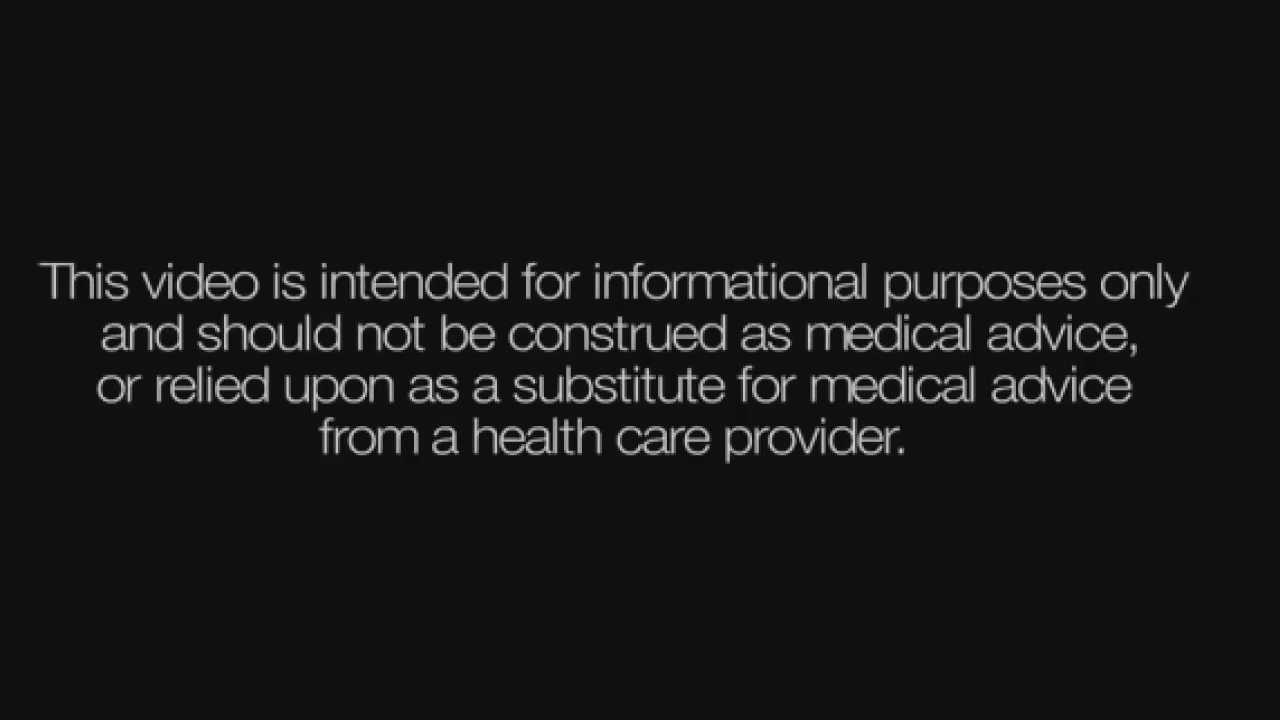 This video is intended for informational purposes only
and should not be construed as medical advice,
or relied upon as a substitute for medical advice
from a health care provider.